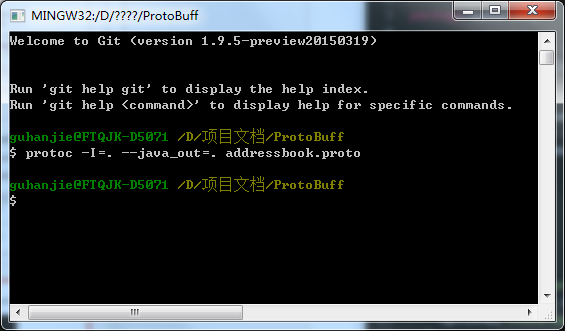 MINGW32:/D/????/ProtoBuff
Welcome to Git (version 1.9.5-preview20150319)
Run 'git help git' to display the help index.
Run 'git help <command>' to display help for specific commands.
guhanjie@FTQJK-D5071 /D/项目文档/ProtoBuff
$ protoc -I=. --java_out=. addressbook.proto
guhanjie@FTQJK-D5071 /D/项目文档/ProtoBuff
$